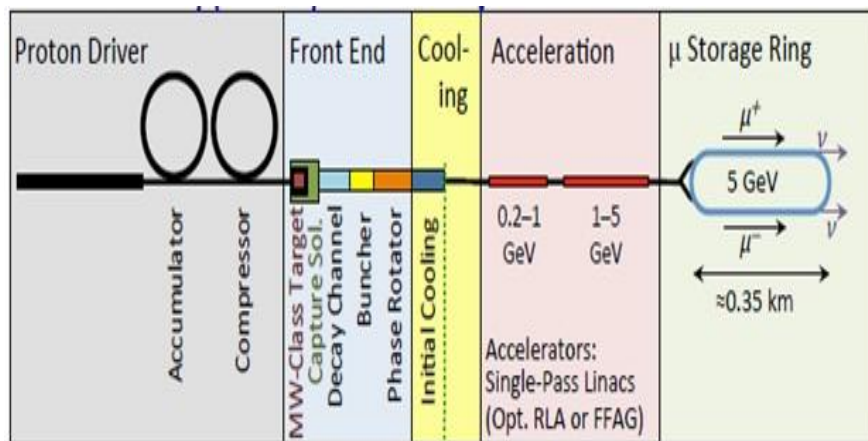 Proton Driver
Accumulator
Compressor
Front End
MW-Class Target
Capture Sol.
Decay Channel
Buncher
Phase Rotator
Cool-
ing
Initial Cooling
Acceleration
0.2–1
GeV
1–5
GeV
Accelerators:
Single-Pass Linacs
(Opt. RLA or FFAG)
μ Storage Ring
μ+
ν
5 GeV
ν
μ−
≈0.35 km